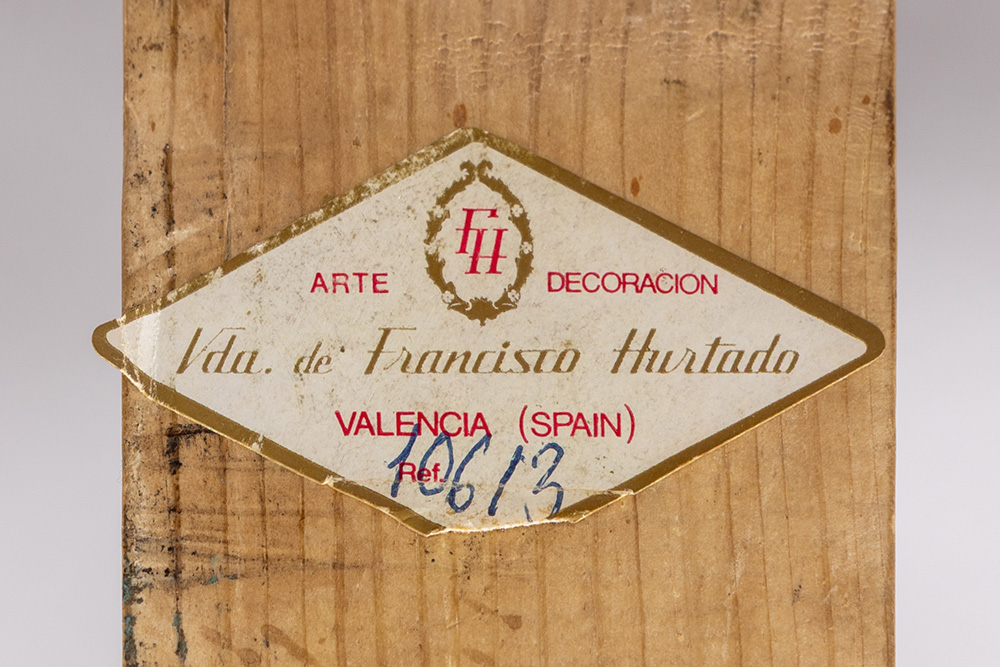 FH
ARTE DECORACION
Vda. de Francisco Hurtado
VALENCIA (SPAIN)
Ref. 10613